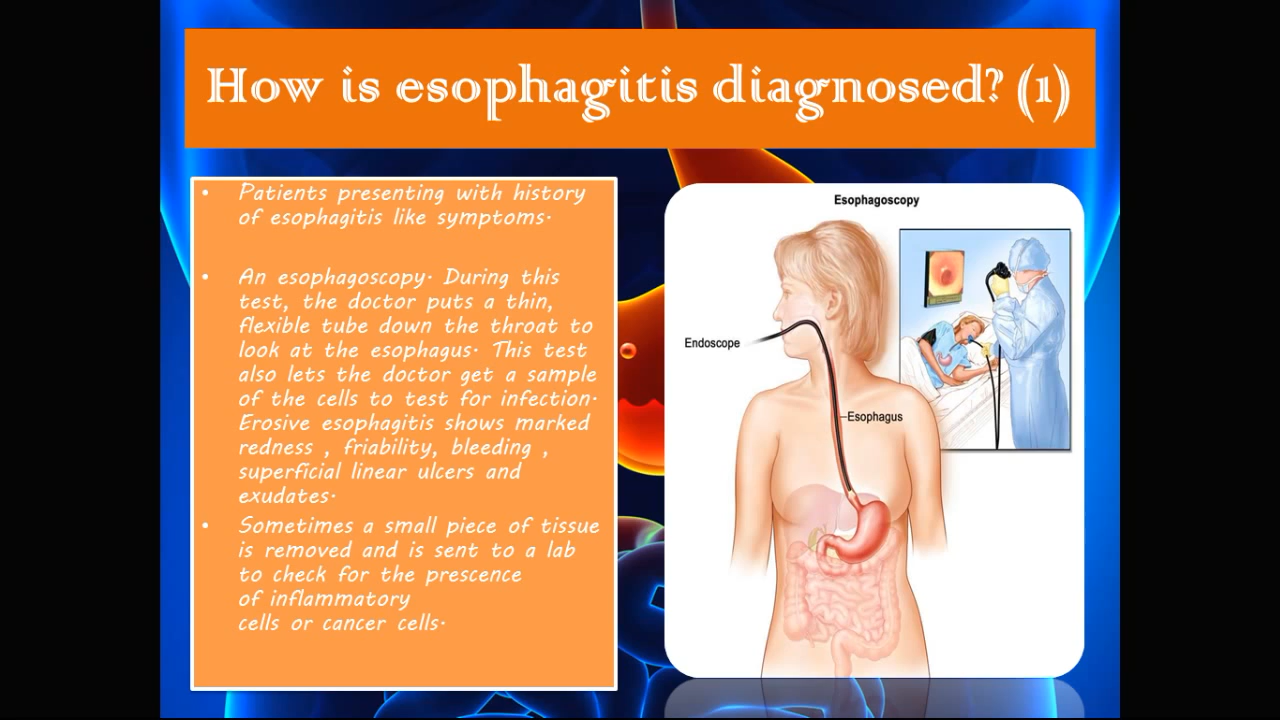 How is esophagitis diagnosed? (1)
• Patients presenting with history
of esophagitis like symptoms.
• An esophagoscopy. During this
test, the doctor puts a thin,
flexible tube down the throat to
look at the esophagus. This test
also lets the doctor get a sample
of the cells to test for infection.
Erosive esophagitis shows marked
redness , friability, bleeding ,
superficial linear ulcers and
exudates.
• Sometimes a small piece of tissue
is removed and is sent to a lab
to check for the prescence
of inflammatory
cells or cancer cells.
Esophagoscopy
Endoscope
Esophagus